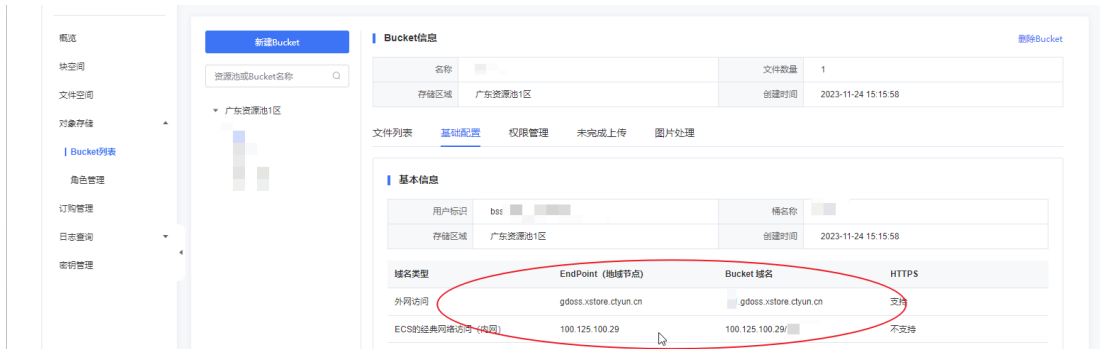 概览
块空间
文件空间
对象存储
Bucket列表
角色管理
订购管理
日志查询
密钥管理
新建Bucket
资源池或Bucket名称
广东资源池1区
Bucket信息
删除Bucket
名称
文件数量 1
存储区域 广东资源池1区
创建时间 2023-11-24 15:15:58
文件列表 基础配置 权限管理 未完成上传 图片处理
基本信息
用户标识 bss
桶名称
存储区域 广东资源池1区
创建时间 2023-11-24 15:15:58
域名类型 EndPoint（地域节点） Bucket 域名 HTTPS
外网访问 gdoss.xstore.ctyun.cn .gdoss.xstore.ctyun.cn 支持
ECS的经典网络访问（内网） 100.125.100.29 100.125.100.29/ 不支持